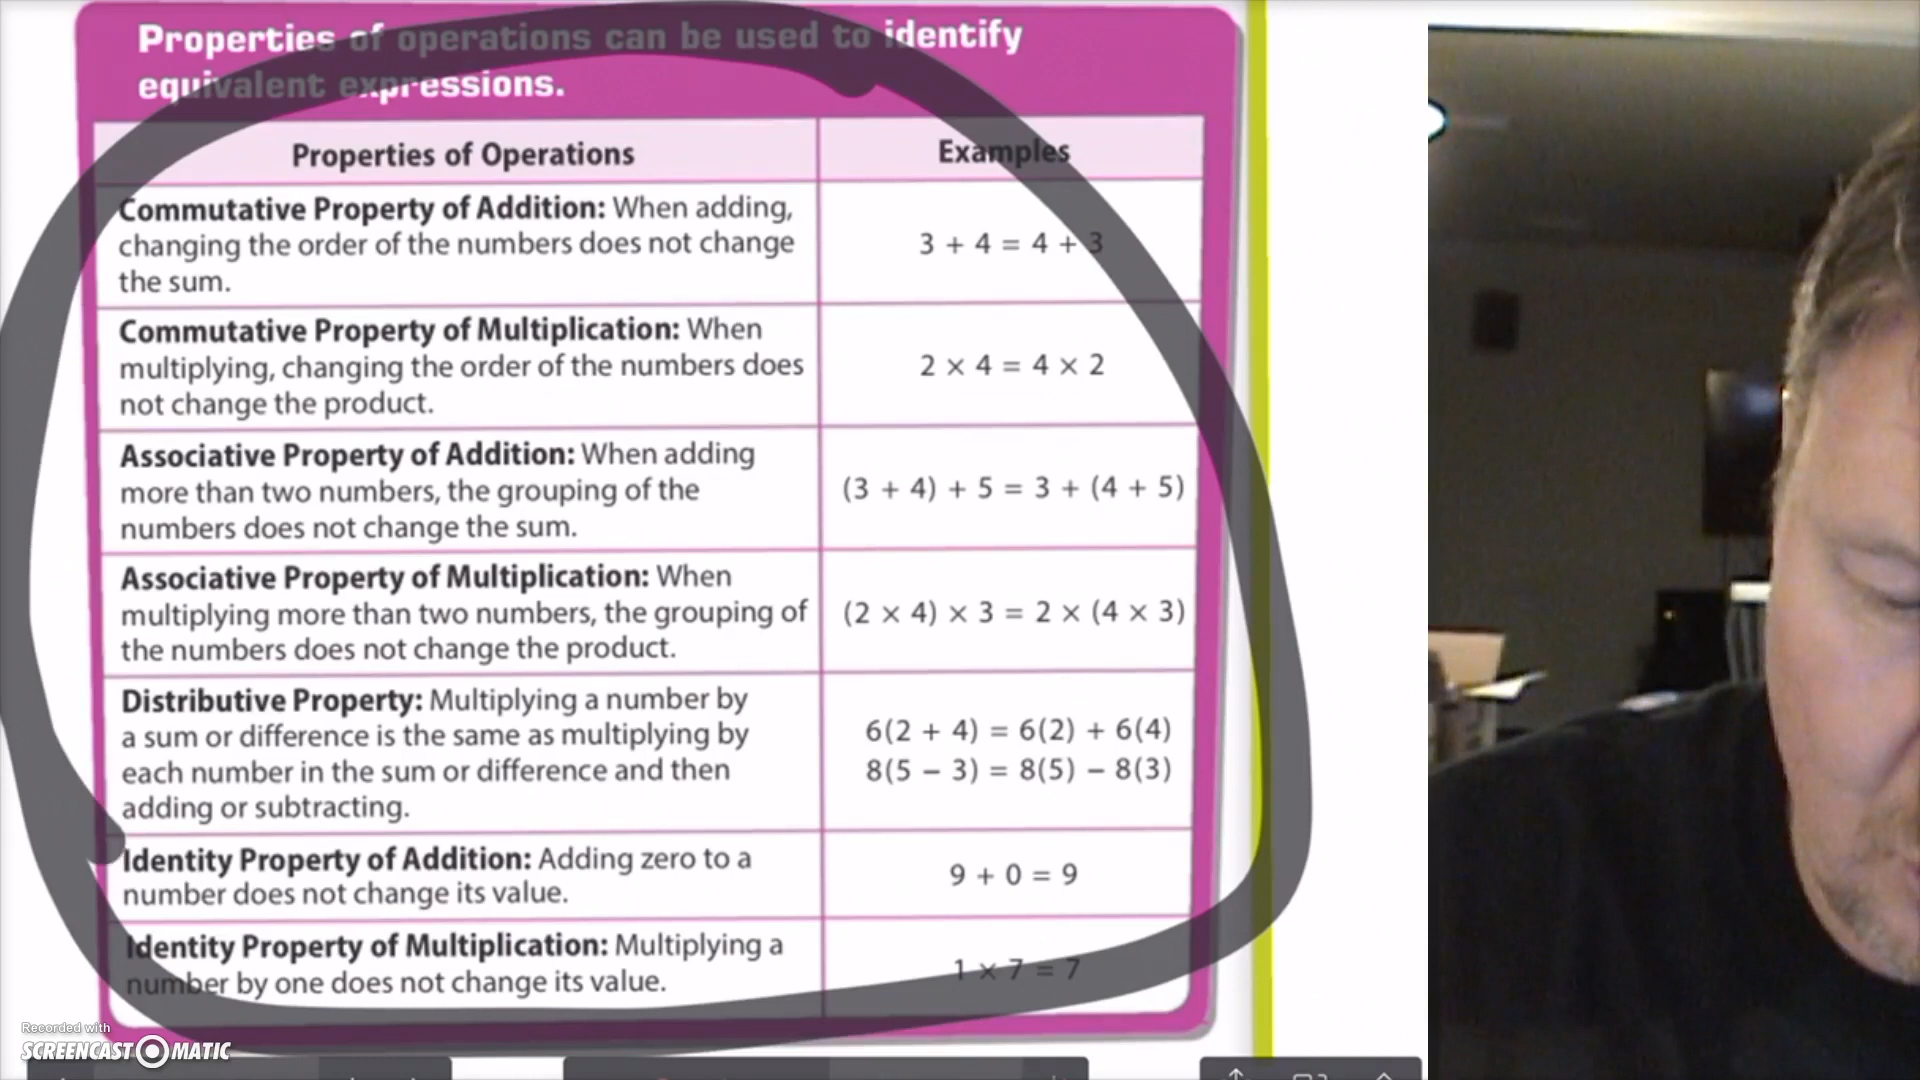 Properties of operations can be used to identify
equivalent expressions.
Properties of Operations
Examples
Commutative Property of Addition: When adding,
changing the order of the numbers does not change
the sum.
3 + 4 = 4 + 3
Commutative Property of Multiplication: When
multiplying, changing the order of the numbers does
not change the product.
2 × 4 = 4 × 2
Associative Property of Addition: When adding
more than two numbers, the grouping of the
numbers does not change the sum.
(3 + 4) + 5 = 3 + (4 + 5)
Associative Property of Multiplication: When
multiplying more than two numbers, the grouping of
the numbers does not change the product.
(2 × 4) × 3 = 2 × (4 × 3)
Distributive Property: Multiplying a number by
a sum or difference is the same as multiplying by
each number in the sum or difference and then
adding or subtracting.
6(2 + 4) = 6(2) + 6(4)
8(5 − 3) = 8(5) − 8(3)
Identity Property of Addition: Adding zero to a
number does not change its value.
9 + 0 = 9
Identity Property of Multiplication: Multiplying a
number by one does not change its value.
1 × 7 = 7
Recorded with
SCREENCAST MATIC